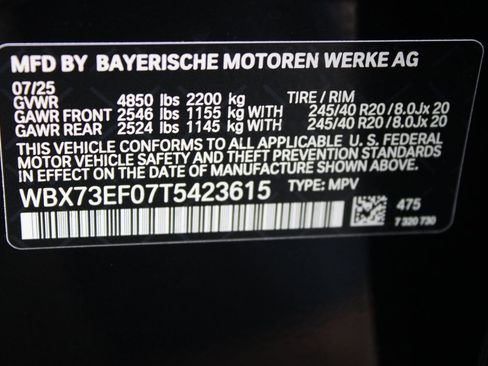 MFD BY BAYERISCHE MOTOREN WERKE AG
07/25
GVWR 4850 lbs 2200 kg TIRE / RIM
GAWR FRONT 2546 lbs 1155 kg WITH 245/40 R20 / 8.0Jx 20
GAWR REAR 2524 lbs 1145 kg WITH 245/40 R20 / 8.0Jx 20
THIS VEHICLE CONFORMS TO ALL APPLICABLE U. S. FEDERAL
MOTOR VEHICLE SAFETY AND THEFT PREVENTION STANDARDS
IN EFFECT ON THE DATE OF MANUFACTURE SHOWN ABOVE.
WBX73EF07T5423615 TYPE: MPV
475
7 320 730